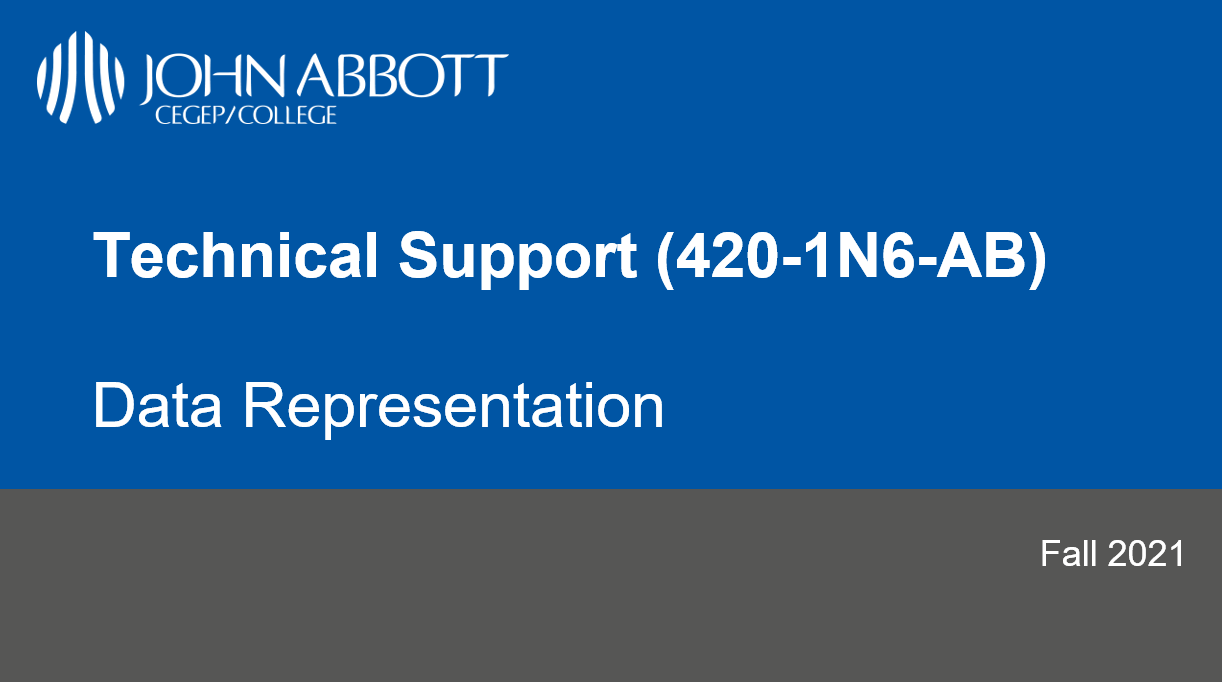 JOHN ABBOTT
CEGEP/COLLEGE
Technical Support (420-1N6-AB)
Data Representation
Fall 2021